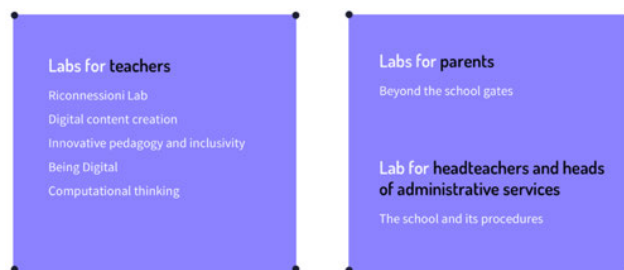 Labs for teachers
Riconnessioni Lab
Digital content creation
Innovative pedagogy and inclusivity
Being Digital
Computational thinking
Labs for parents
Beyond the school gates
Lab for headteachers and heads
of administrative services
The school and its procedures